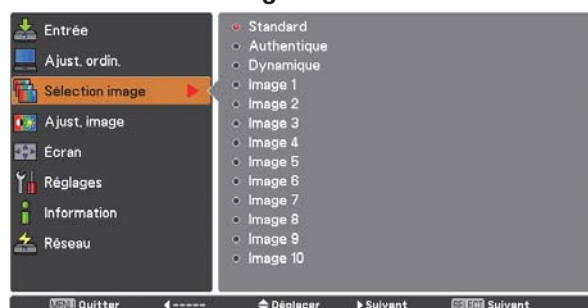 Entrée
Ajust. ordin.
Sélection image
Ajust. image
Écran
Réglages
Information
Réseau
Standard
Authentique
Dynamique
Image 1
Image 2
Image 3
Image 4
Image 5
Image 6
Image 7
Image 8
Image 9
Image 10
MENU Quitter ----- Déplacer Suivant SELECT Suivant